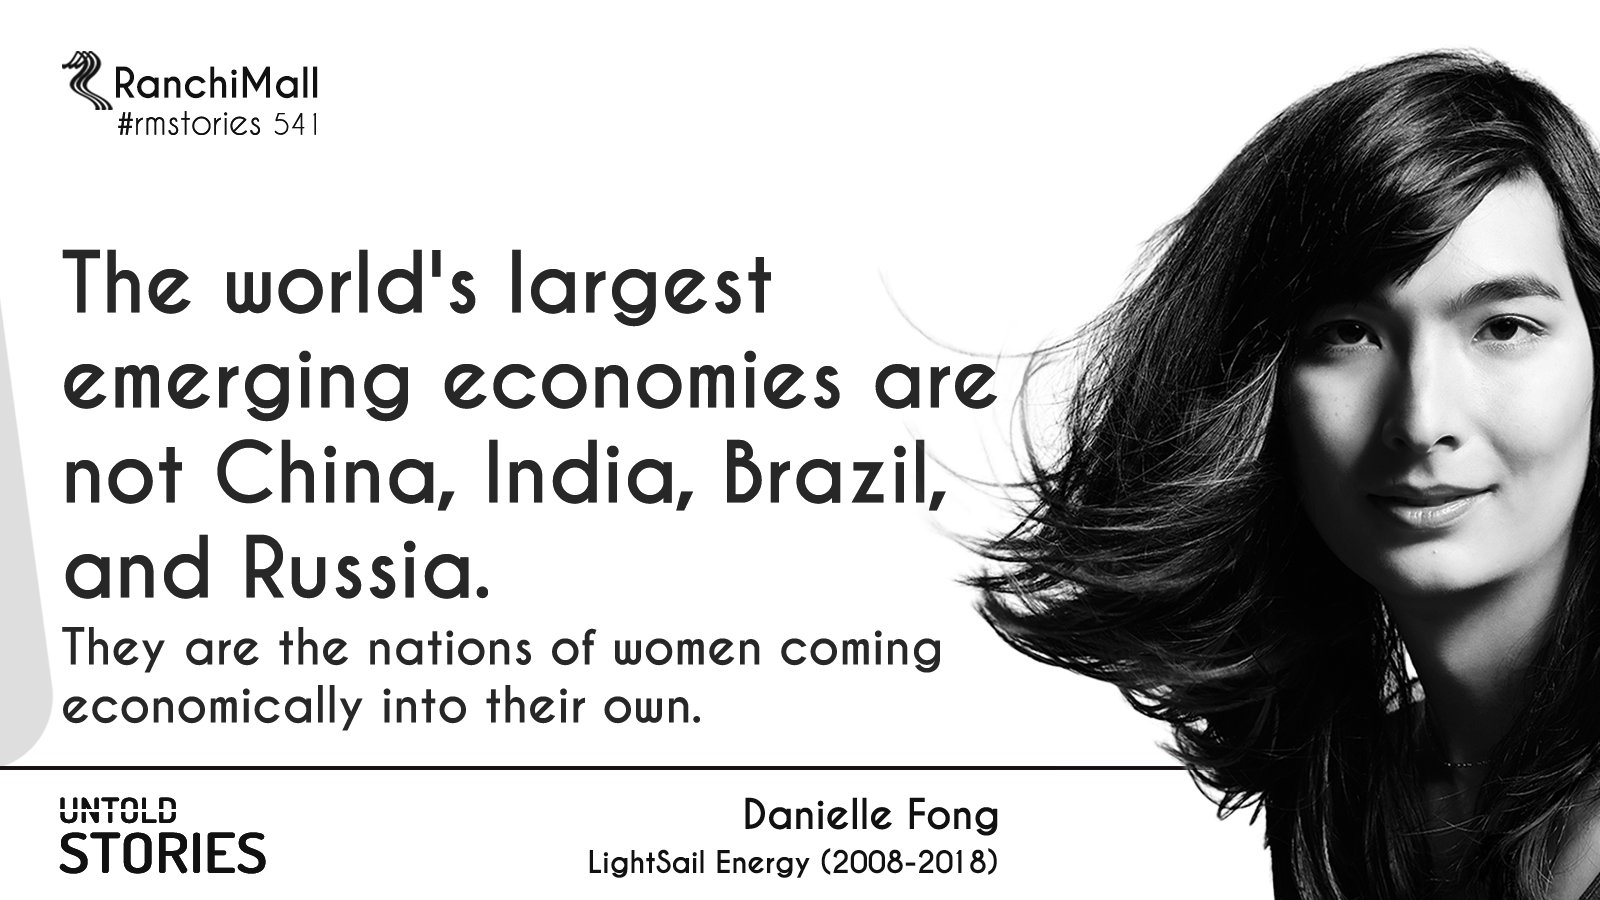 RanchiMall
#rmstories 541
The world's largest
emerging economies are
not China, India, Brazil,
and Russia.
They are the nations of women coming
economically into their own.
UNTOLD
STORIES
Danielle Fong
LightSail Energy (2008-2018)